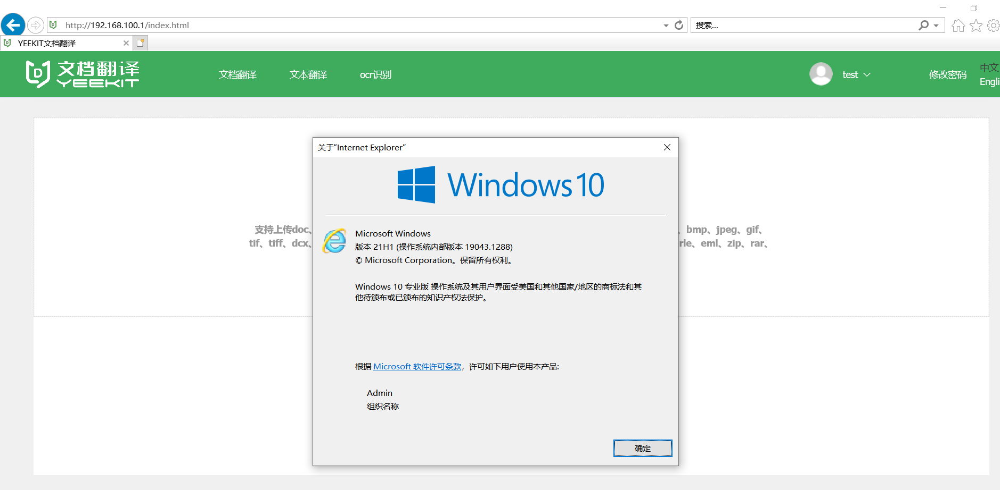 http://192.168.100.1/index.html
搜索...
YEEKIT文档翻译
文档翻译
YEEKIT
文档翻译
文本翻译
ocr识别
test
修改密码
中文
Engli
关于“Internet Explorer”
Windows 10
支持上传doc、
、bmp、jpeg、gif、
tif、tiff、dcx、
rle、eml、zip、rar、
Microsoft Windows
版本 21H1 (操作系统内部版本 19043.1288)
© Microsoft Corporation。保留所有权利。
Windows 10 专业版 操作系统及其用户界面受美国和其他国家/地区的商标法和其
他待颁布或已颁布的知识产权法保护。
根据 Microsoft 软件许可条款，许可如下用户使用本产品:
Admin
组织名称
确定